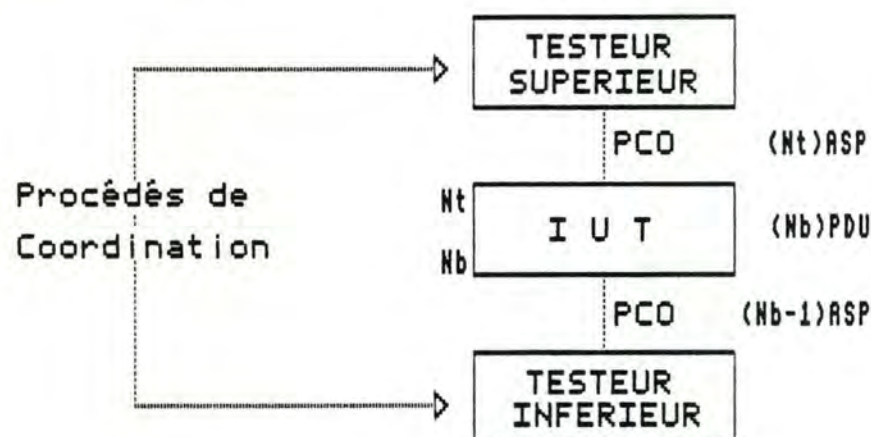 TESTEUR
SUPERIEUR
PCO (Nt)ASP
Procédés de
Coordination
Nt
I U T
(Nb)PDU
Nb
PCO (Nb-1)ASP
TESTEUR
INFERIEUR